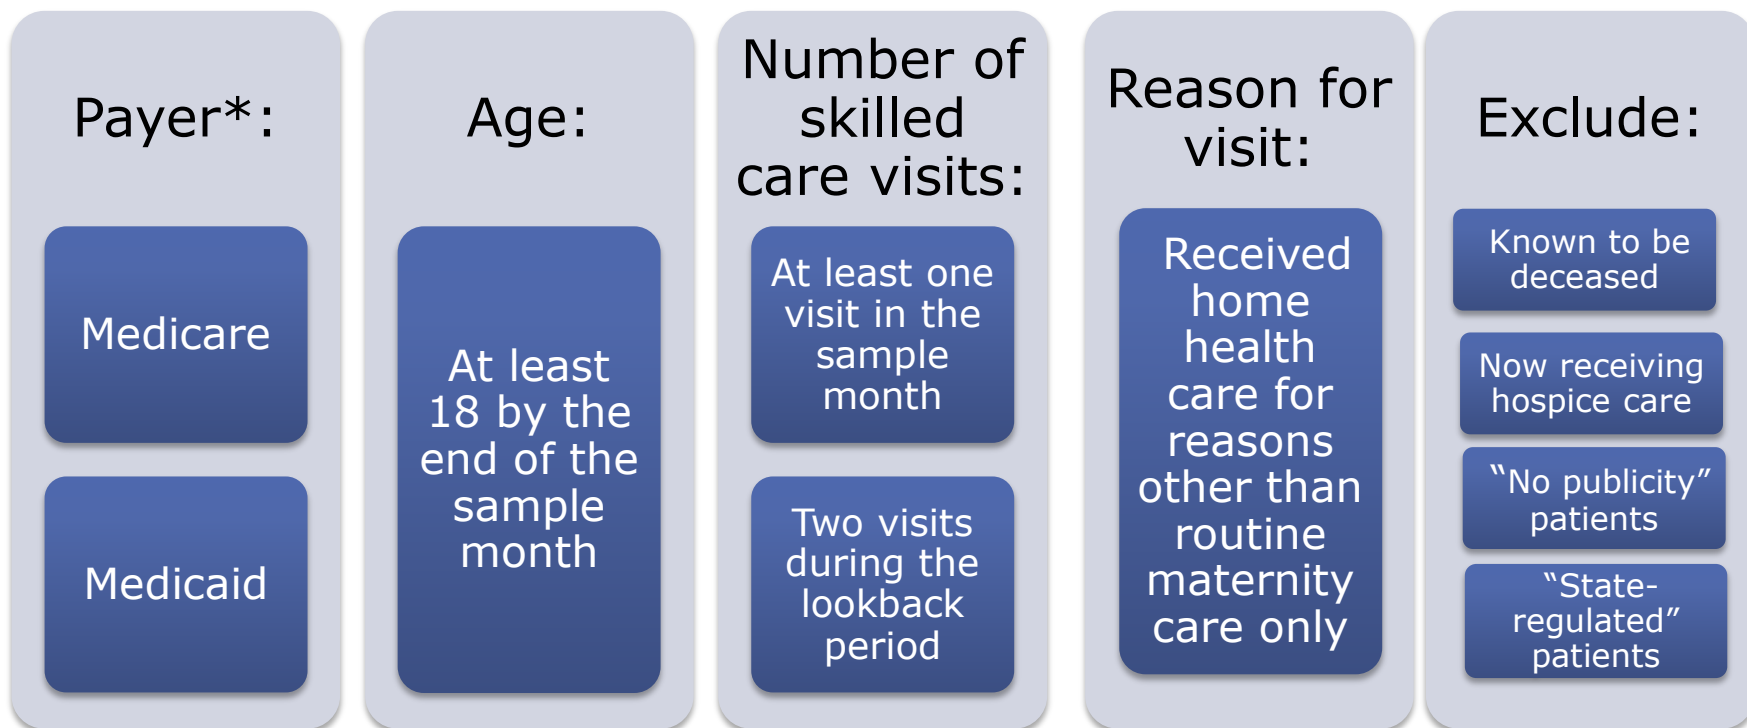 Payer*:
Medicare
Medicaid
Age:
At least
18 by the
end of the
sample
month
Number of
skilled
care visits:
At least one
visit in the
sample
month
Two visits
during the
lookback
period
Reason for
visit:
Received
home
health
care for
reasons
other than
routine
maternity
care only
Exclude:
Known to be
deceased
Now receiving
hospice care
“No publicity”
patients
“State-
regulated”
patients